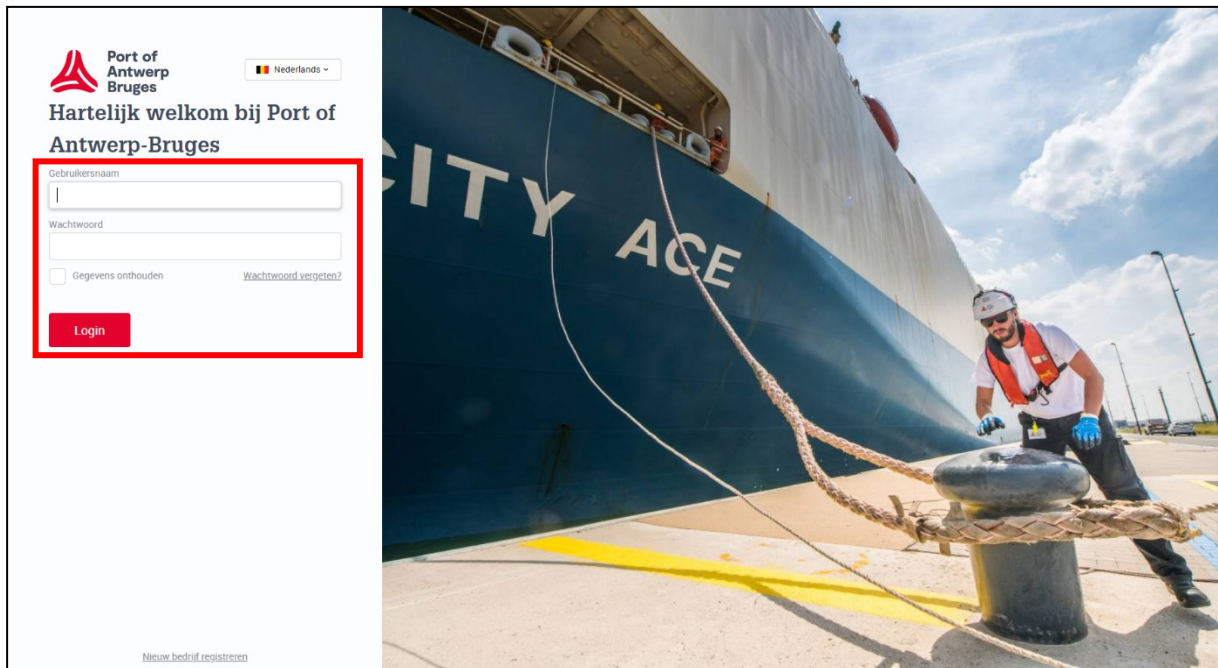 Port of
Antwerp
Bruges
Nederlands
Hartelijk welkom bij Port of
Antwerp-Bruges
Gebruikersnaam
Wachtwoord
Gegevens onthouden
Wachtwoord vergeten?
Login
Nieuw bedrijf registreren
CITY ACE